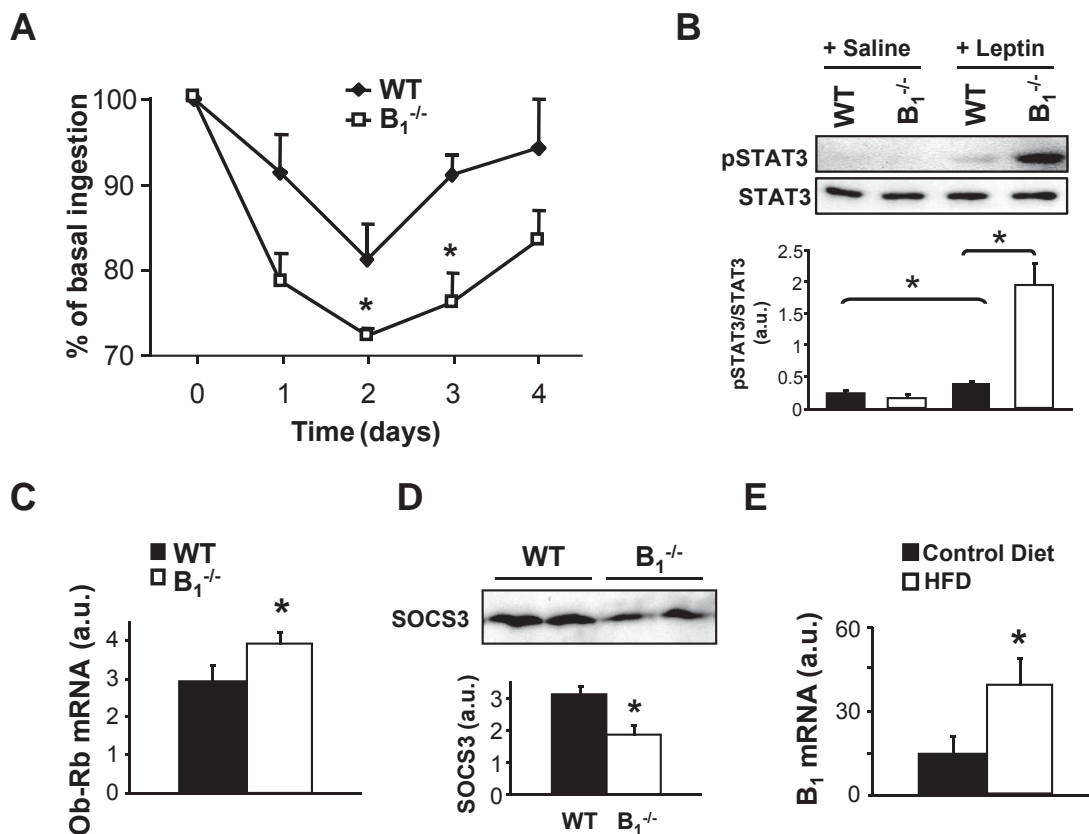 A
WT
B₁⁻/⁻
100
90
80
70
% of basal ingestion
*
*
0 1 2 3 4
Time (days)
B
+ Saline + Leptin
WT B₁⁻/⁻ WT B₁⁻/⁻
pSTAT3
STAT3
pSTAT3/STAT3
(a.u.)
2.5
2
1.5
1
0.5
0
*
*
C
WT
B₁⁻/⁻
Ob-Rb mRNA (a.u.)
4
3
2
1
0
*
D
WT B₁⁻/⁻
SOCS3
SOCS3 (a.u.)
3
2
1
0
*
WT B₁⁻/⁻
E
Control Diet
HFD
B₁ mRNA (a.u.)
60
30
0
*